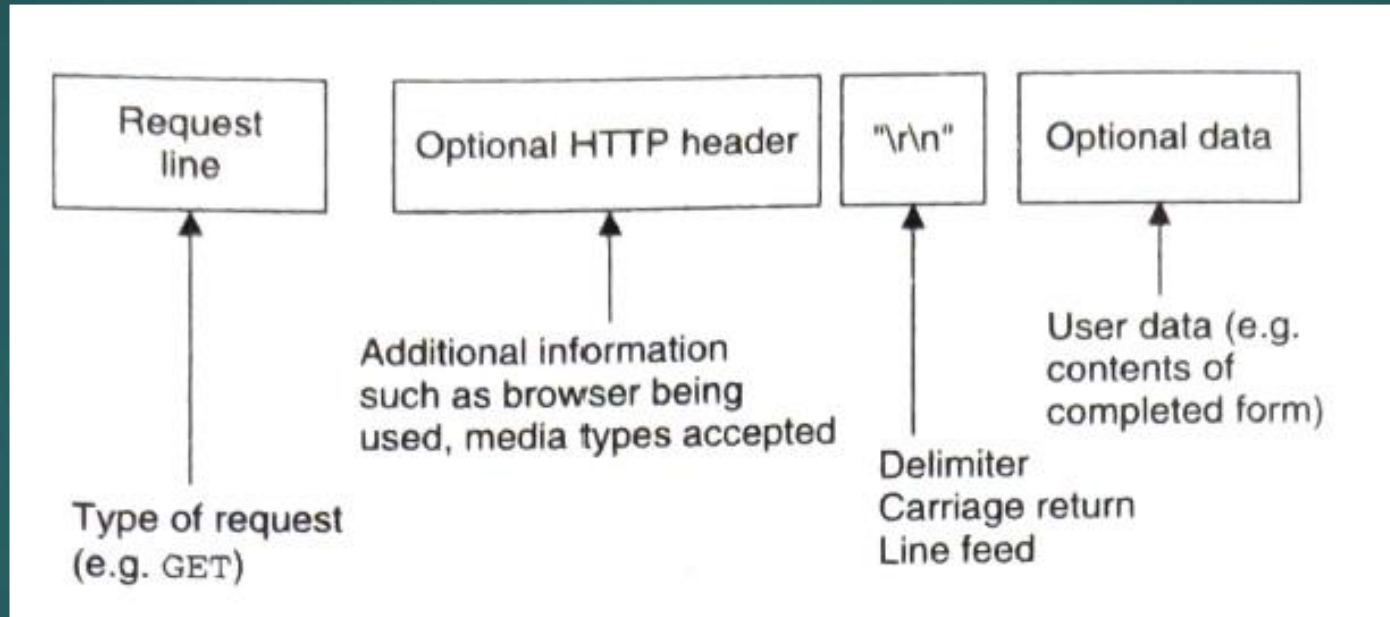 Request
line
Optional HTTP header
"\r\n"
Optional data
Additional information
such as browser being
used, media types accepted
User data (e.g.
contents of
completed form)
Delimiter
Carriage return
Line feed
Type of request
(e.g. GET)